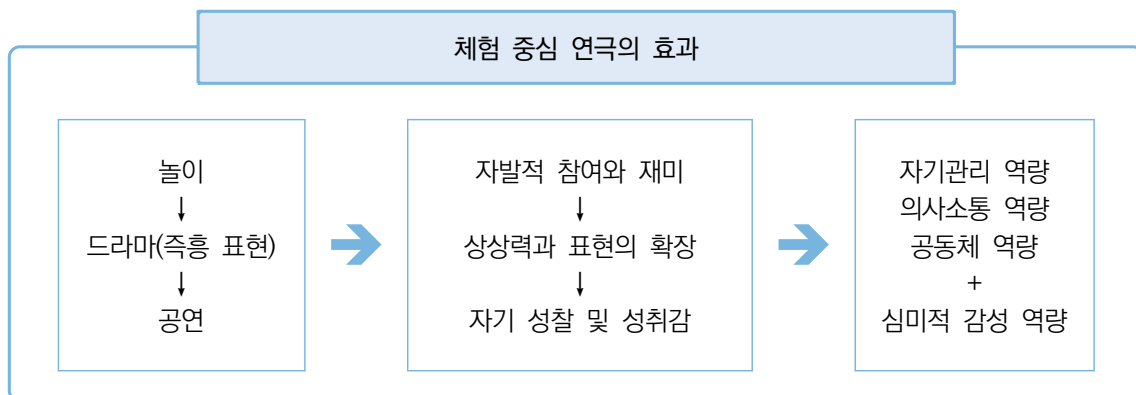 체험 중심 연극의 효과
놀이
↓
드라마(즉흥 표현)
↓
공연
자발적 참여와 재미
↓
상상력과 표현의 확장
↓
자기 성찰 및 성취감
자기관리 역량
의사소통 역량
공동체 역량
+
심미적 감성 역량